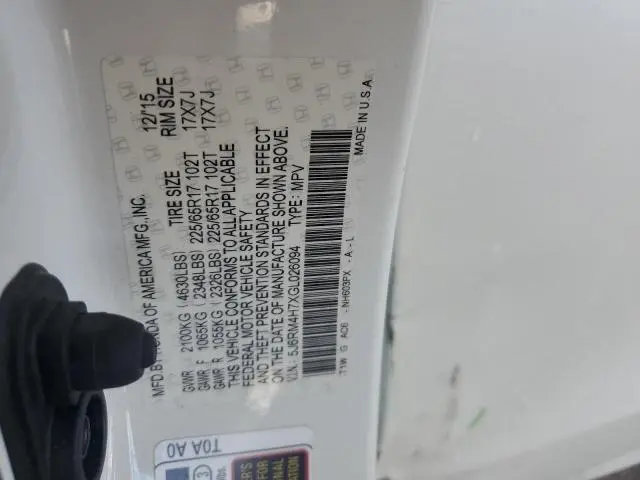 MFD.BY HONDA OF AMERICA MFG.,INC. 12/'15
TIRE SIZE RIM SIZE
GVWR 2100KG (4630LBS)
GAWR F 1065KG (2348LBS) 225/65R17 102T 17X7J
GAWR R 1055KG (2326LBS) 225/65R17 102T 17X7J
THIS VEHICLE CONFORMS TO ALL APPLICABLE
FEDERAL MOTOR VEHICLE SAFETY
AND THEFT PREVENTION STANDARDS IN EFFECT
ON THE DATE OF MANUFACTURE SHOWN ABOVE.
V.I.N.: 5J6RM4H7XGL026094 TYPE: MPV
T1W G AC6 -NH603PX -A--L
MADE IN U.S.A.
T0A A0